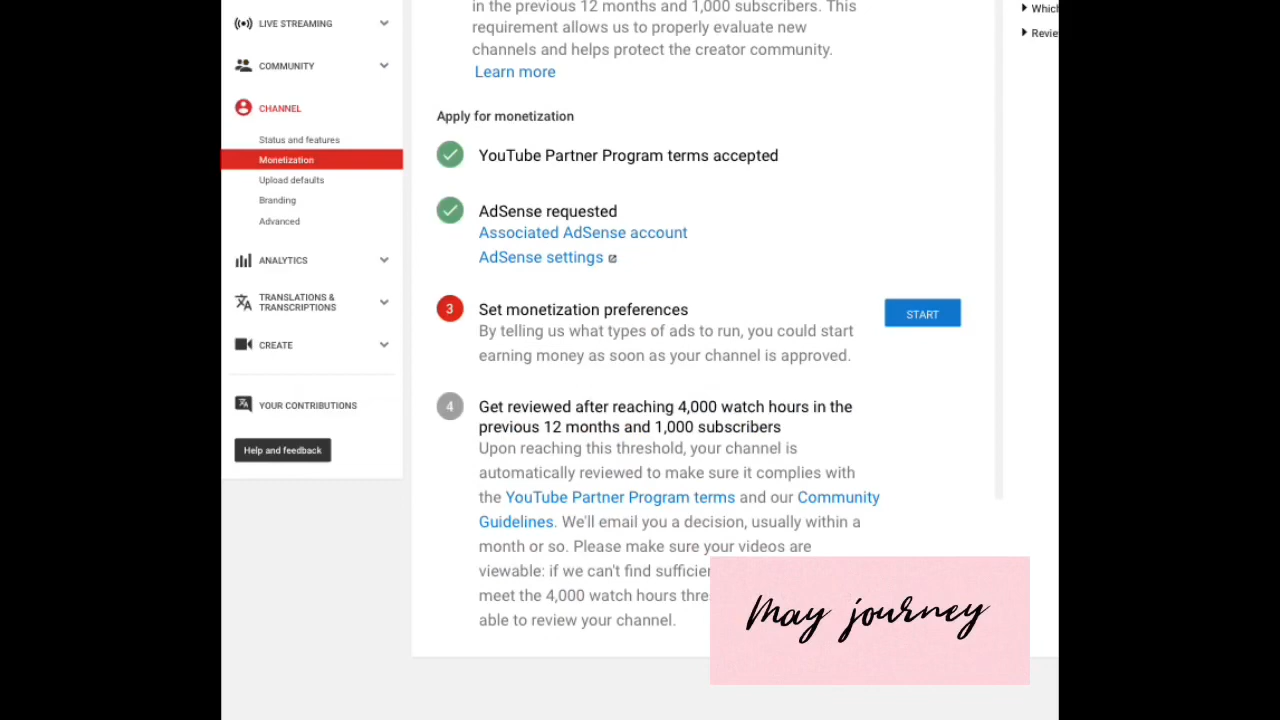 LIVE STREAMING
COMMUNITY
CHANNEL
Status and features
Monetization
Upload defaults
Branding
Advanced
ANALYTICS
TRANSLATIONS &
TRANSCRIPTIONS
CREATE
YOUR CONTRIBUTIONS
Help and feedback
in the previous 12 months and 1,000 subscribers. This
requirement allows us to properly evaluate new
channels and helps protect the creator community.
Learn more
Apply for monetization
YouTube Partner Program terms accepted
AdSense requested
Associated AdSense account
AdSense settings
3 Set monetization preferences
START
By telling us what types of ads to run, you could start
earning money as soon as your channel is approved.
4 Get reviewed after reaching 4,000 watch hours in the
previous 12 months and 1,000 subscribers
Upon reaching this threshold, your channel is
automatically reviewed to make sure it complies with
the YouTube Partner Program terms and our Community
Guidelines. We'll email you a decision, usually within a
month or so. Please make sure your videos are
viewable: if we can't find
meet the 4,000 watch hours
able to review your channel.
Which
May journey